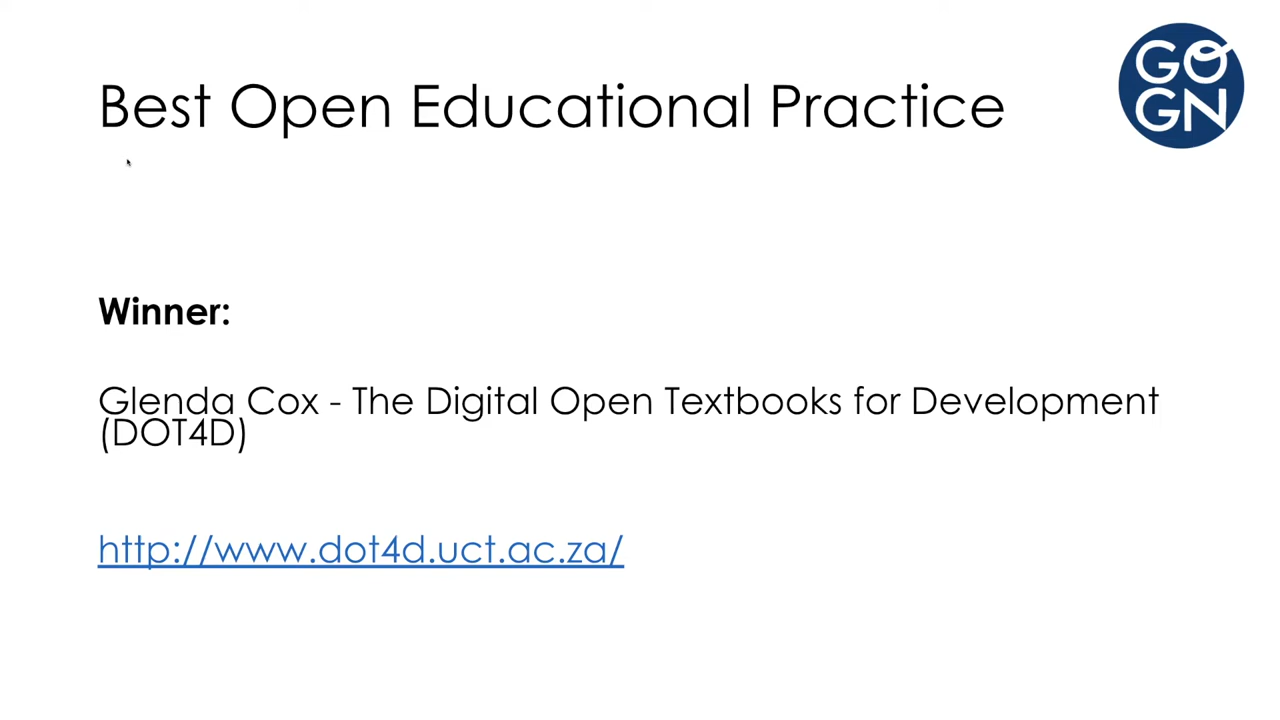 Best Open Educational Practice
GO
GN
Winner:
Glenda Cox - The Digital Open Textbooks for Development
(DOT4D)
http://www.dot4d.uct.ac.za/